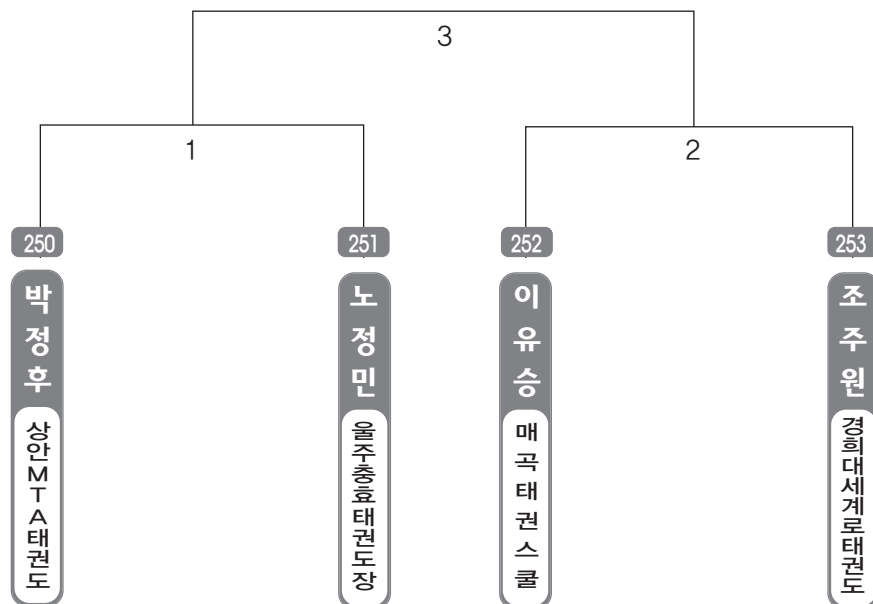 3
1
2
250
251
252
253
박정후
노정민
이유승
조주원
상안MTA태권도
울주충효태권도장
매곡태권스쿨
경희대세계로태권도